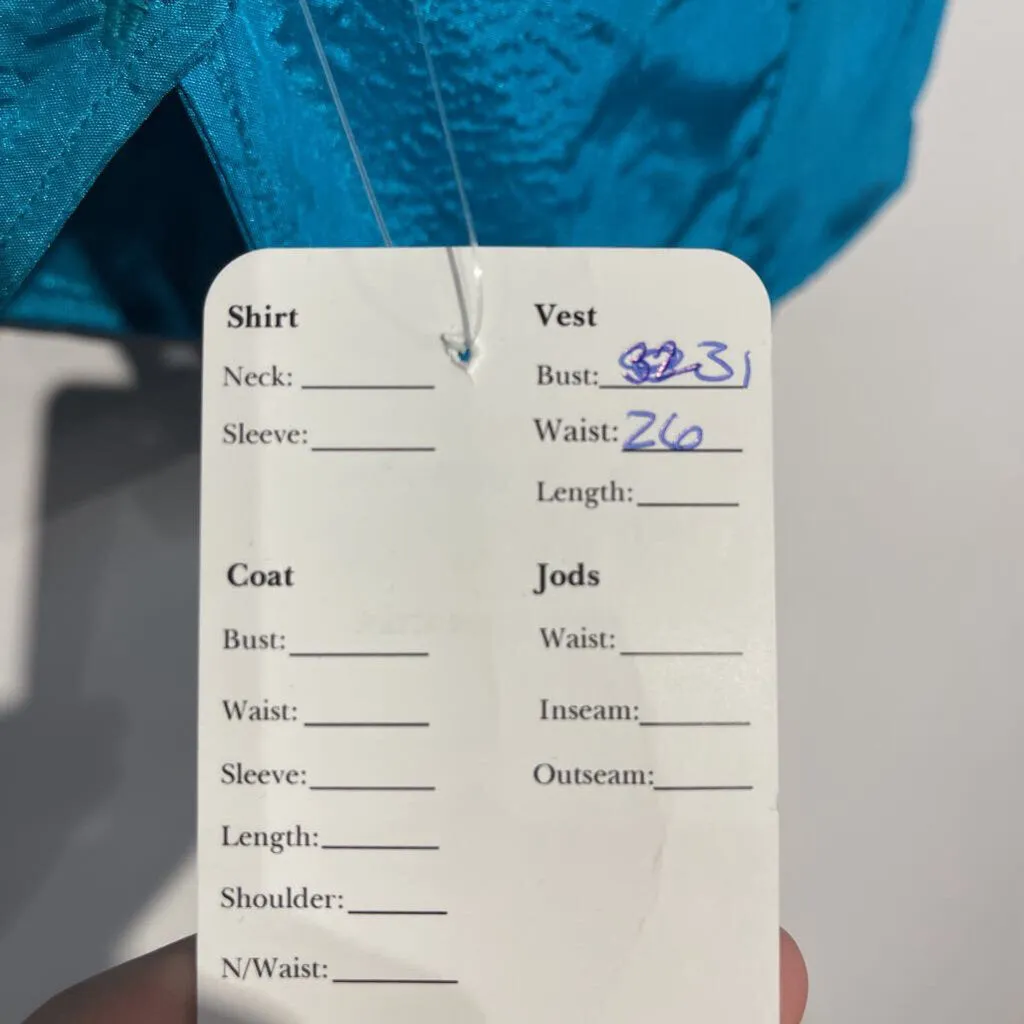 Shirt
Neck:
Sleeve:
Vest
Bust: 31
Waist: 26
Length:
Coat
Bust:
Waist:
Sleeve:
Length:
Shoulder:
N/Waist:
Jods
Waist:
Inseam:
Outseam: